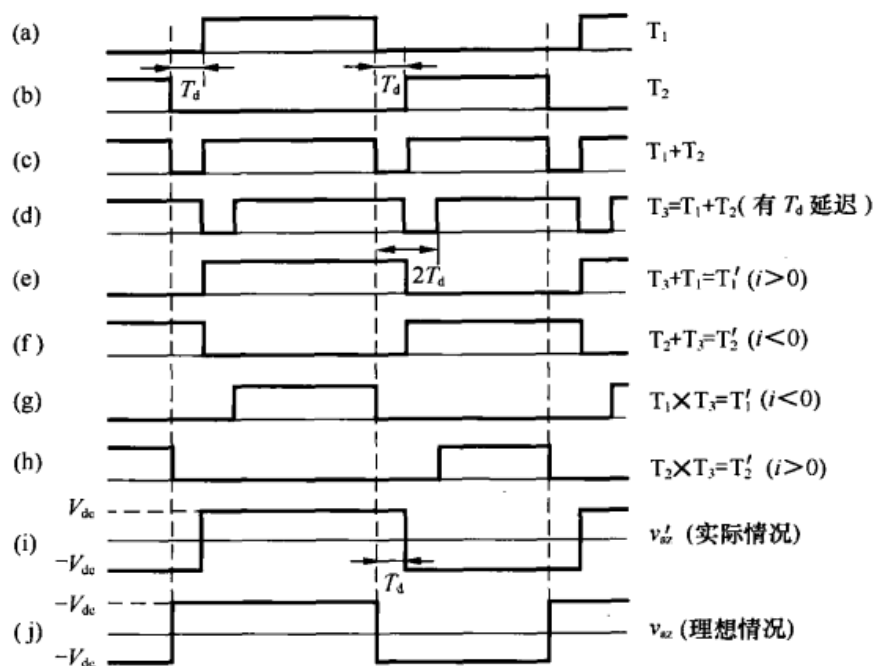 (a) T₁
T_d T_d
(b) T₂
(c) T₁+T₂
(d) T₃=T₁+T₂(有 T_d 延迟)
2T_d
(e) T₃+T₁=T₁′ (i>0)
(f) T₂+T₃=T₂′ (i<0)
(g) T₁×T₃=T₁′ (i<0)
(h) T₂×T₃=T₂′ (i>0)
V_dc
(i) v′_az (实际情况)
−V_dc
T_d
−V_dc
(j) v_az (理想情况)
−V_dc